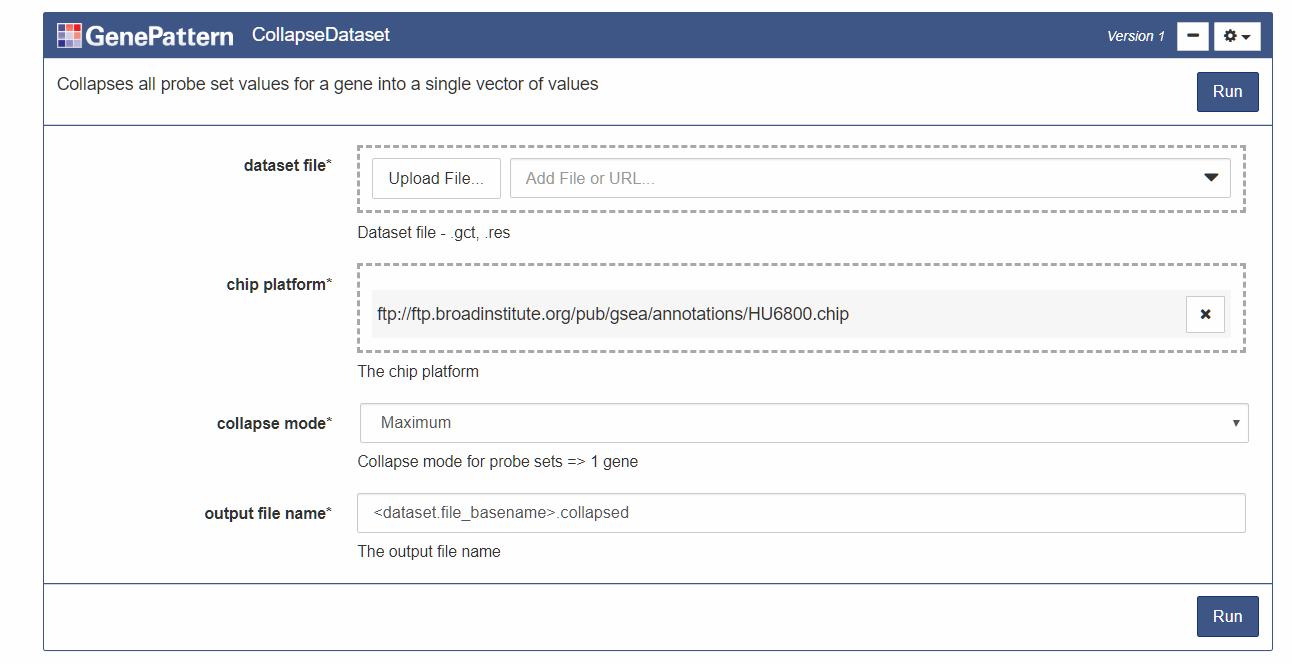 GenePattern CollapseDataset Version 1
Collapses all probe set values for a gene into a single vector of values
Run
dataset file*
Upload File... Add File or URL...
Dataset file - .gct, .res
chip platform*
ftp://ftp.broadinstitute.org/pub/gsea/annotations/HU6800.chip
The chip platform
collapse mode* Maximum
Collapse mode for probe sets => 1 gene
output file name* <dataset.file_basename>.collapsed
The output file name
Run